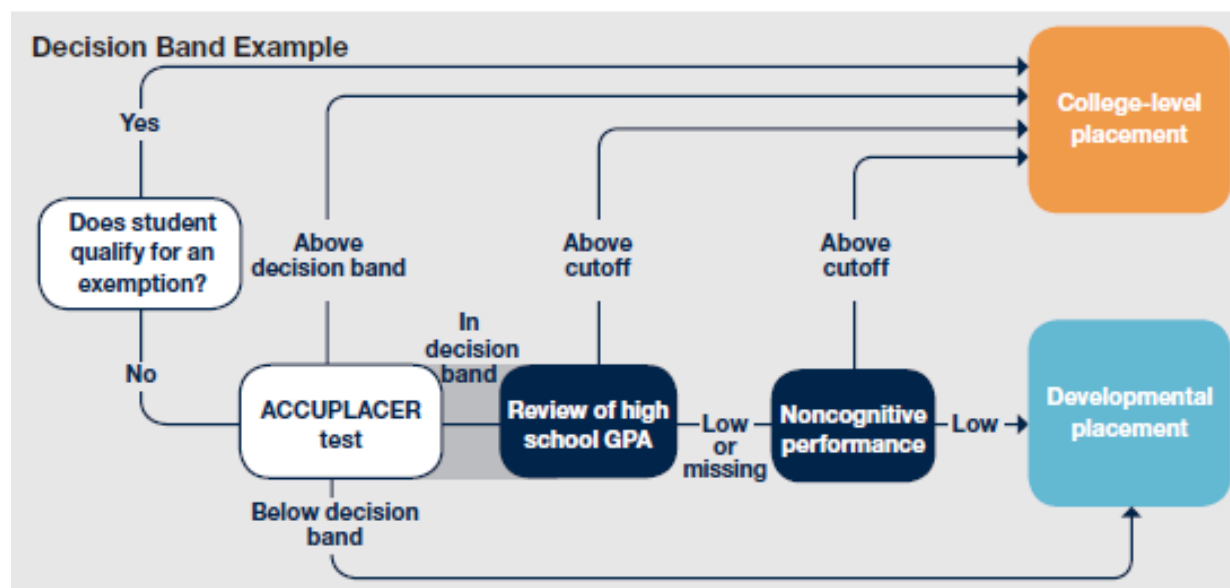 Decision Band Example
Yes
Does student
qualify for an
exemption?
No
Above
decision band
ACCUPLACER
test
Below decision
band
In
decision
band
Review of high
school GPA
Above
cutoff
Low
or
missing
Noncognitive
performance
Above
cutoff
Low
College-level
placement
Developmental
placement